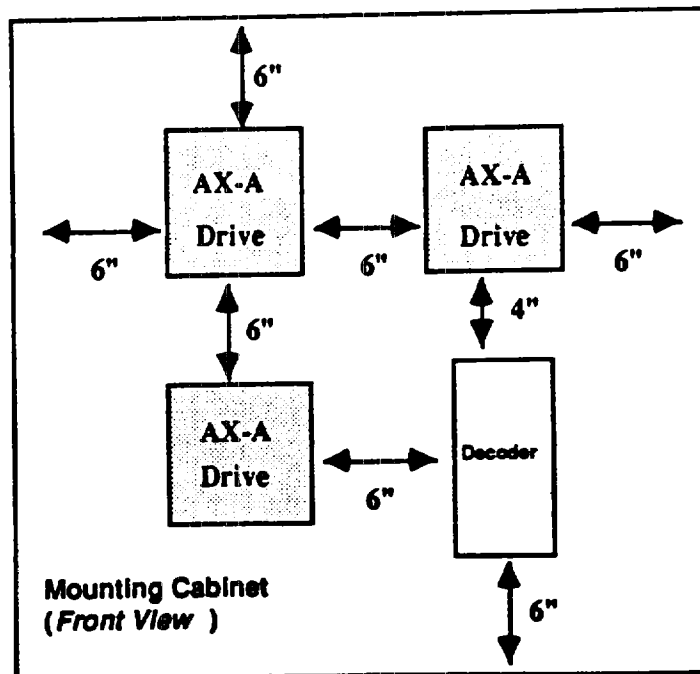 6"
AX-A
Drive
AX-A
Drive
6"
6"
6"
6"
4"
AX-A
Drive
Decoder
6"
Mounting Cabinet
(Front View )
6"